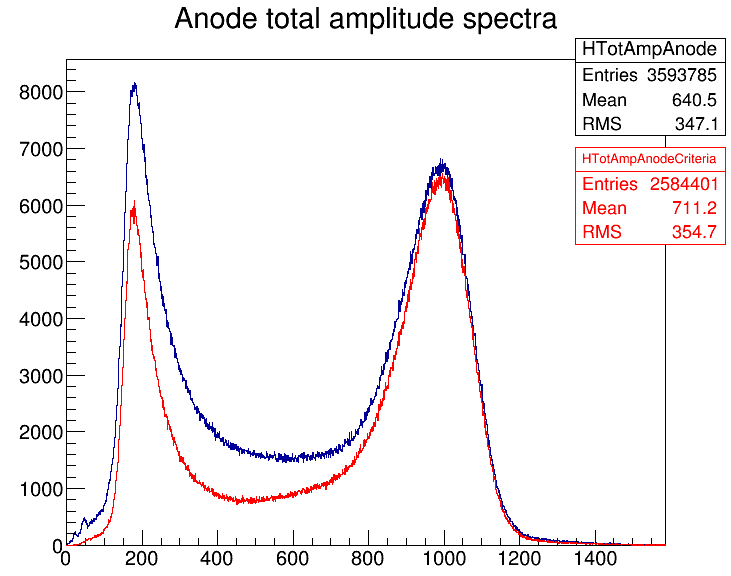 Anode total amplitude spectra
HTotAmpAnode
Entries 3593785
Mean 640.5
RMS 347.1
HTotAmpAnodeCriteria
Entries 2584401
Mean 711.2
RMS 354.7
8000
7000
6000
5000
4000
3000
2000
1000
0
0 200 400 600 800 1000 1200 1400